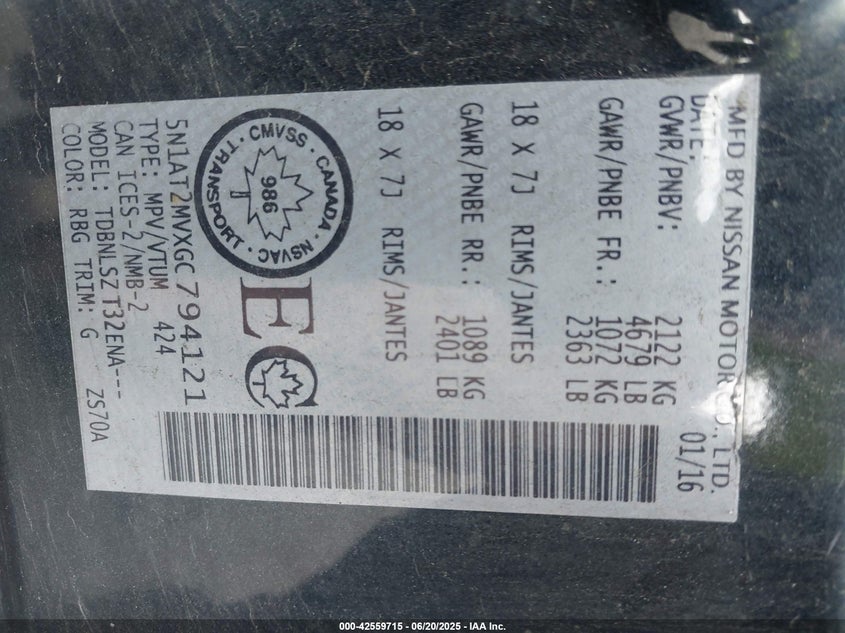 MFD BY NISSAN MOTOR CO., LTD.
DATE: 01/16
GVWR/PNBV: 2122 KG
4679 LB
GAWR/PNBE FR.: 1072 KG
2363 LB
18 X 7J RIMS/JANTES
GAWR/PNBE RR.: 1089 KG
2401 LB
18 X 7J RIMS/JANTES
CMVSS · CANADA · NSVAC · TRANSPORT ·
986
EC
5N1AT2MVXGC794121
TYPE: MPV/VTUM 424
CAN ICES-2/NMB-2
MODEL: TDBNLSZ T32ENA---
COLOR: RBG TRIM: G ZS70A
000-42559715 - 06/20/2025 - IAA Inc.